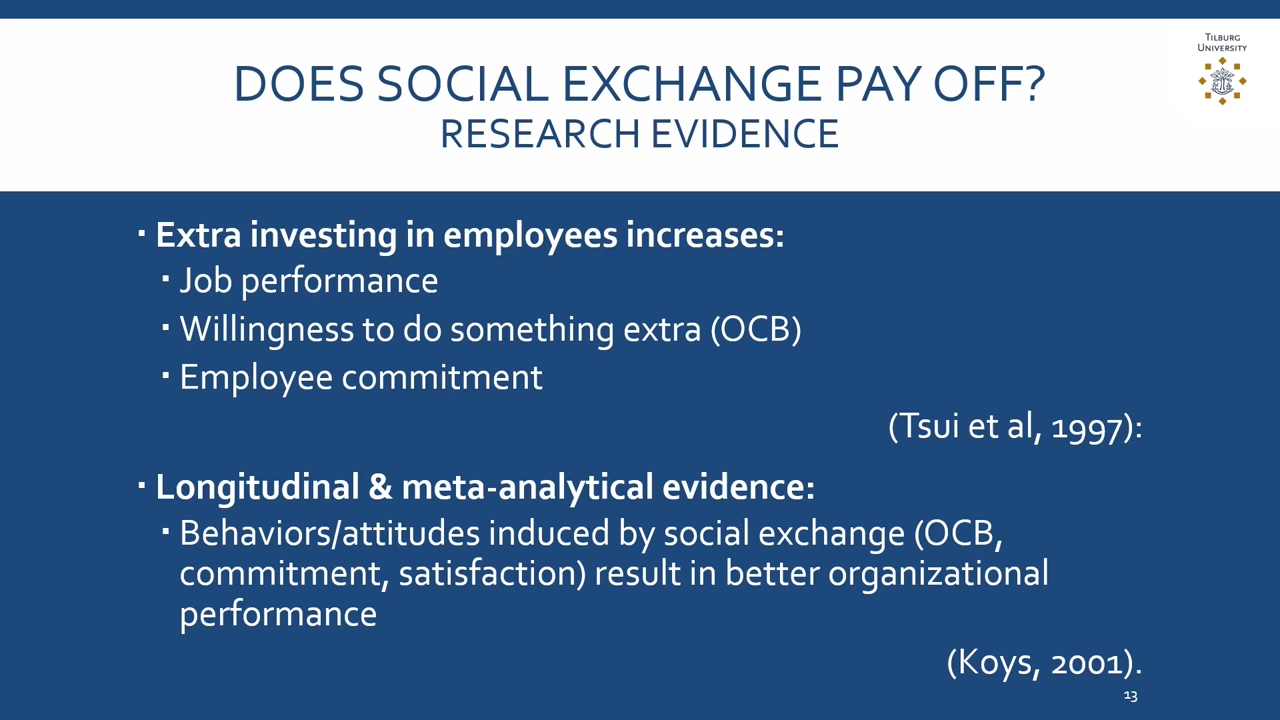 TILBURG
UNIVERSITY
DOES SOCIAL EXCHANGE PAY OFF?
RESEARCH EVIDENCE
▪ Extra investing in employees increases:
▪ Job performance
▪ Willingness to do something extra (OCB)
▪ Employee commitment
(Tsui et al, 1997):
▪ Longitudinal & meta-analytical evidence:
▪ Behaviors/attitudes induced by social exchange (OCB,
commitment, satisfaction) result in better organizational
performance
(Koys, 2001).
13